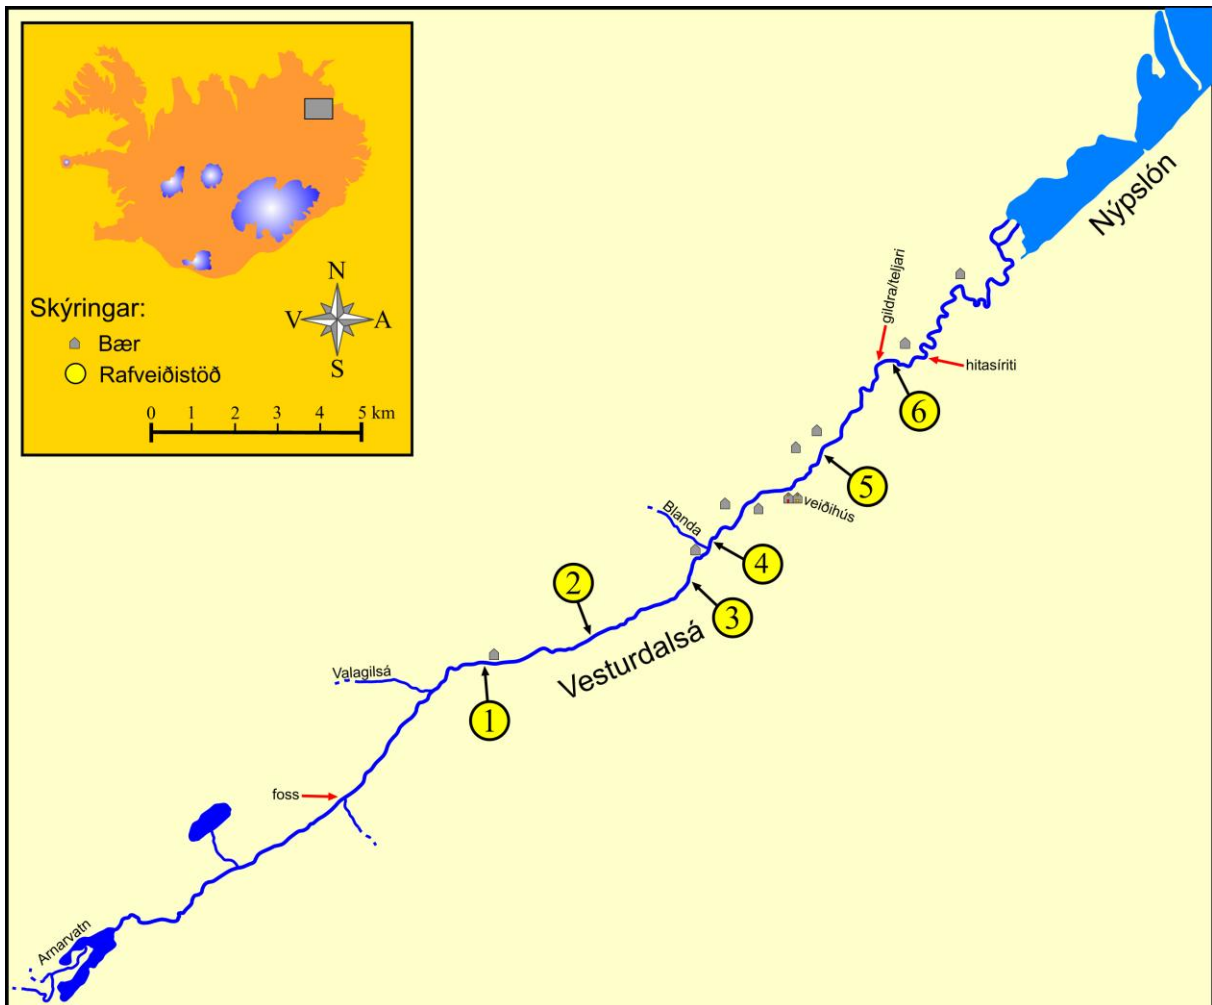 N
V
A
S
Skýringar:
Bær
Rafveiðistöð
0 1 2 3 4 5 km
Nýpslón
gildra/teljari
hitasíriti
6
5
veiðihús
Blanda
4
3
2
Vesturdalsá
Valagilsá
1
foss
Arnarvatn